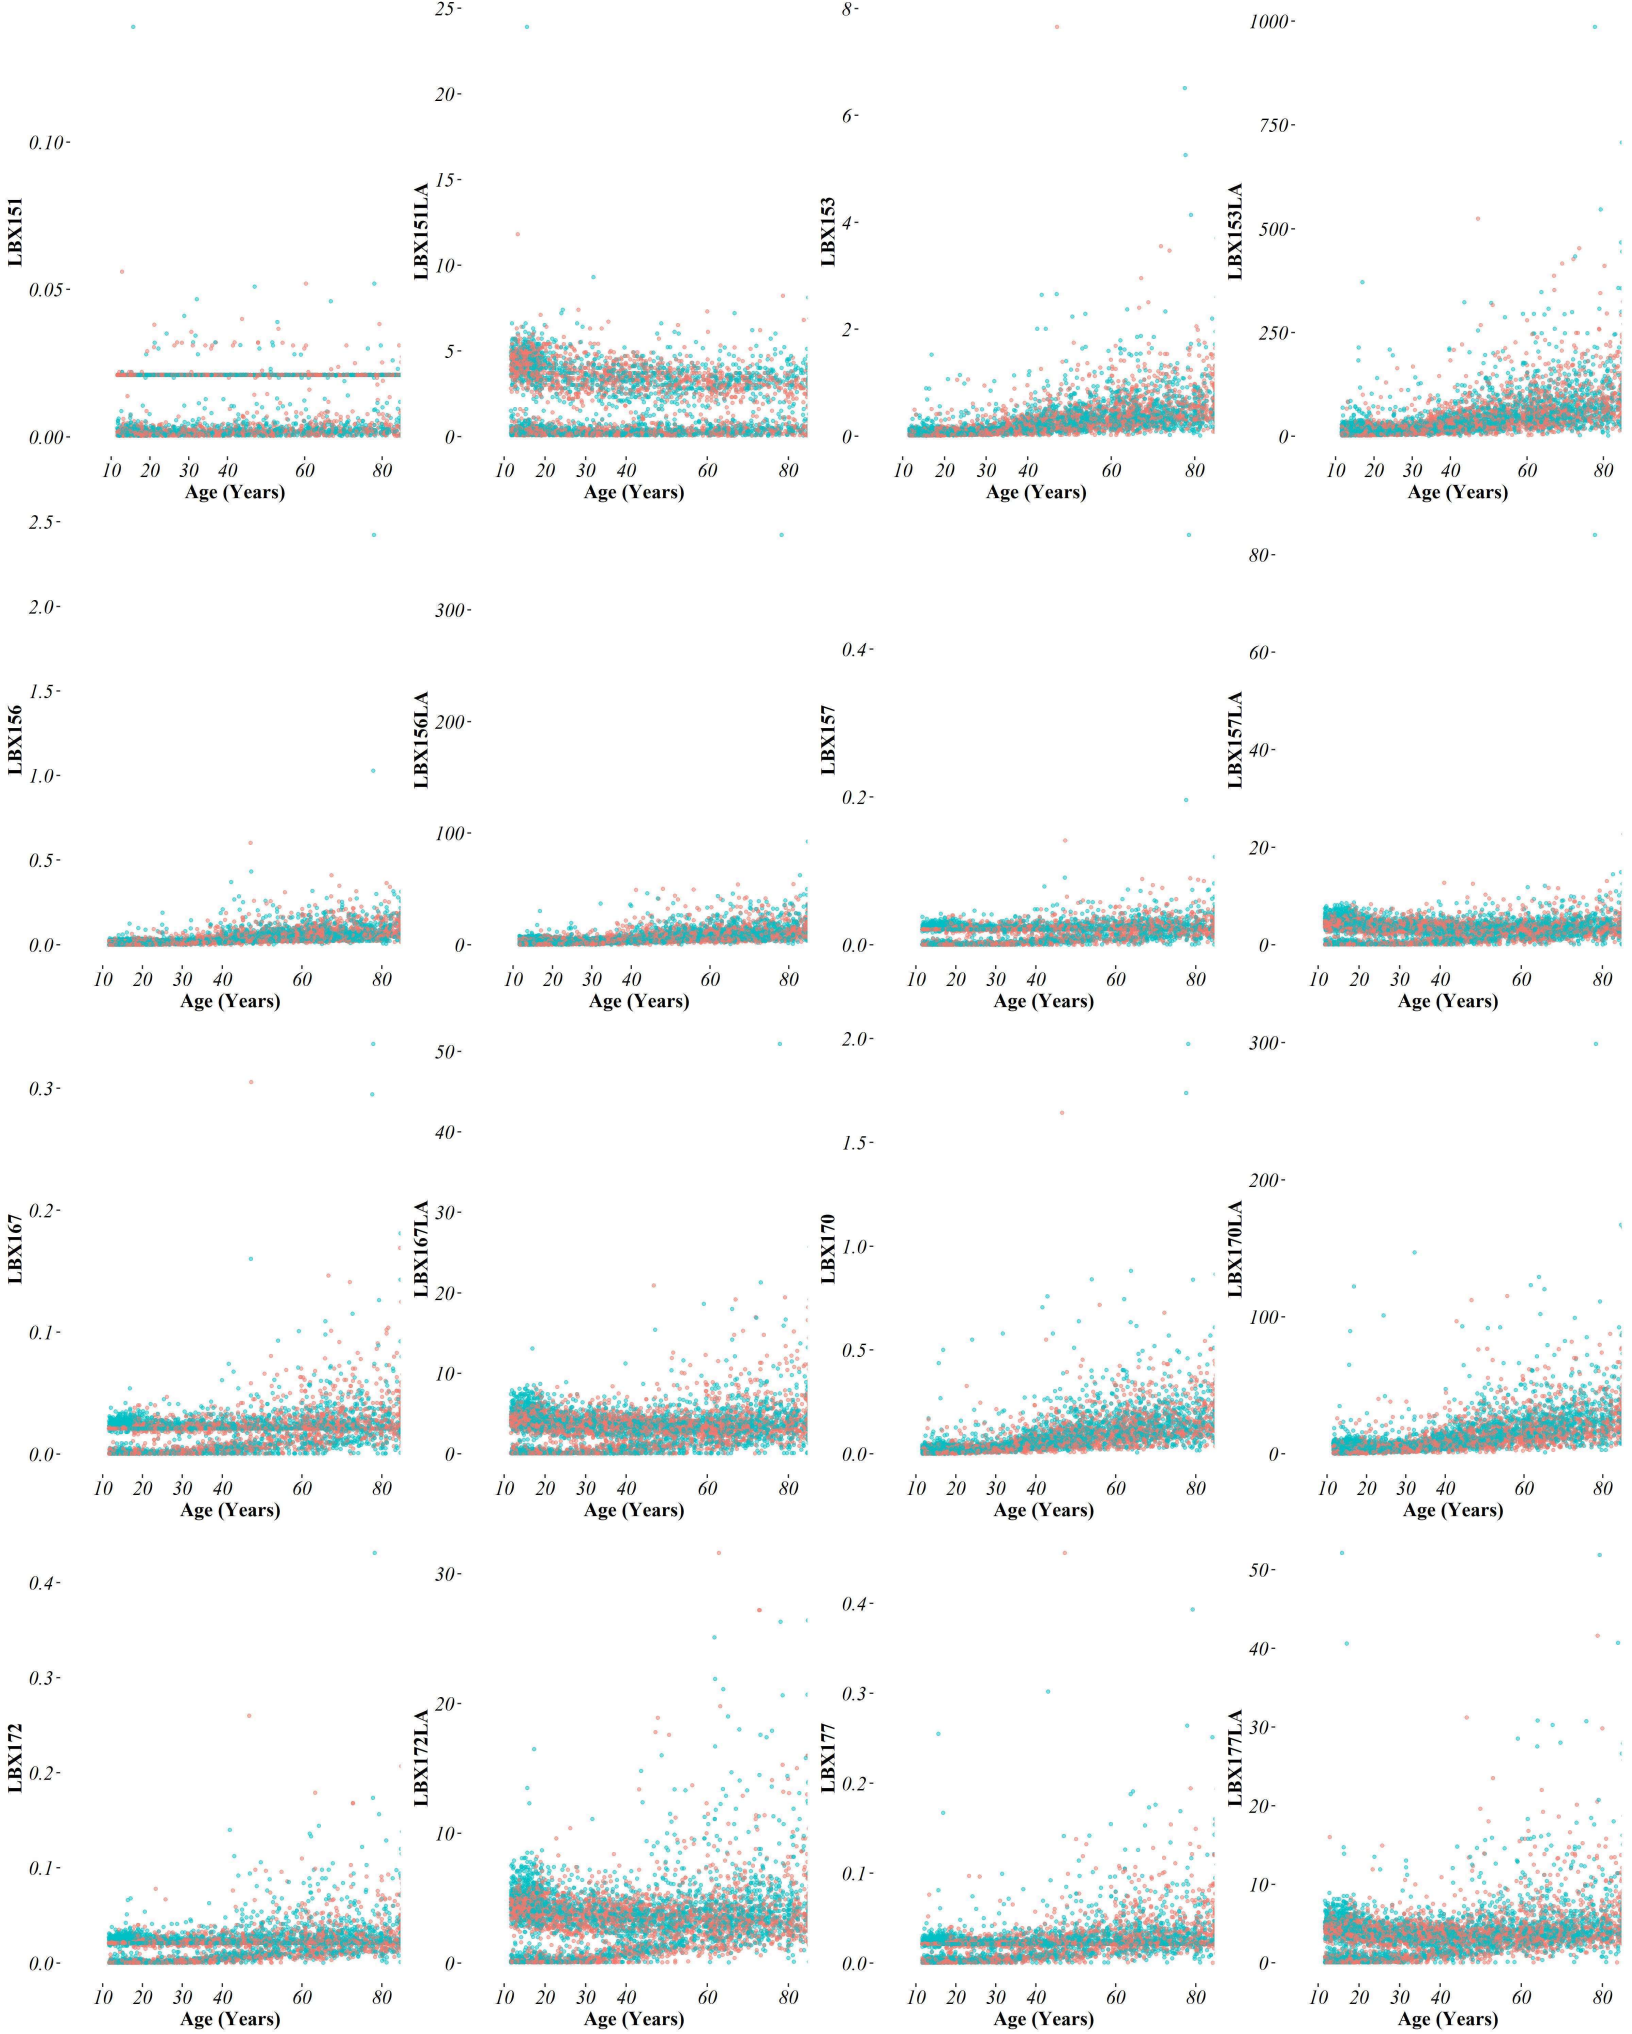 LBX151
0.10
0.05
0.00
10 20 30 40 60 80
Age (Years)
LBX151LA
25
20
15
10
5
0
10 20 30 40 60 80
Age (Years)
LBX153
8
6
4
2
0
10 20 30 40 60 80
Age (Years)
LBX153LA
1000
750
500
250
0
10 20 30 40 60 80
Age (Years)
LBX156
2.5
2.0
1.5
1.0
0.5
0.0
10 20 30 40 60 80
Age (Years)
LBX156LA
300
200
100
0
10 20 30 40 60 80
Age (Years)
LBX157
0.4
0.2
0.0
10 20 30 40 60 80
Age (Years)
LBX157LA
80
60
40
20
0
10 20 30 40 60 80
Age (Years)
LBX167
0.3
0.2
0.1
0.0
10 20 30 40 60 80
Age (Years)
LBX167LA
50
40
30
20
10
0
10 20 30 40 60 80
Age (Years)
LBX170
2.0
1.5
1.0
0.5
0.0
10 20 30 40 60 80
Age (Years)
LBX170LA
300
200
100
0
10 20 30 40 60 80
Age (Years)
LBX172
0.4
0.3
0.2
0.1
0.0
10 20 30 40 60 80
Age (Years)
LBX172LA
30
20
10
0
10 20 30 40 60 80
Age (Years)
LBX177
0.4
0.3
0.2
0.1
0.0
10 20 30 40 60 80
Age (Years)
LBX177LA
50
40
30
20
10
0
10 20 30 40 60 80
Age (Years)